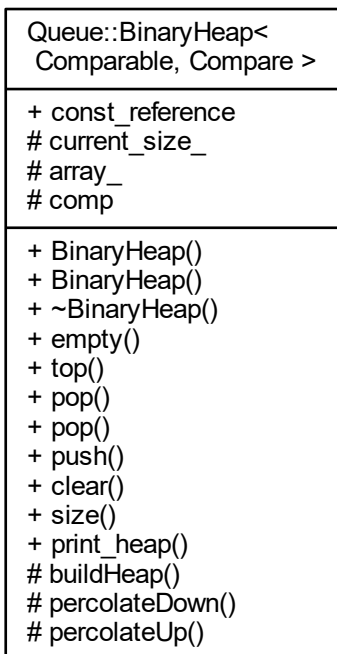 Queue::BinaryHeap<
Comparable, Compare >
+ const_reference
# current_size_
# array_
# comp
+ BinaryHeap()
+ BinaryHeap()
+ ~BinaryHeap()
+ empty()
+ top()
+ pop()
+ pop()
+ push()
+ clear()
+ size()
+ print_heap()
# buildHeap()
# percolateDown()
# percolateUp()